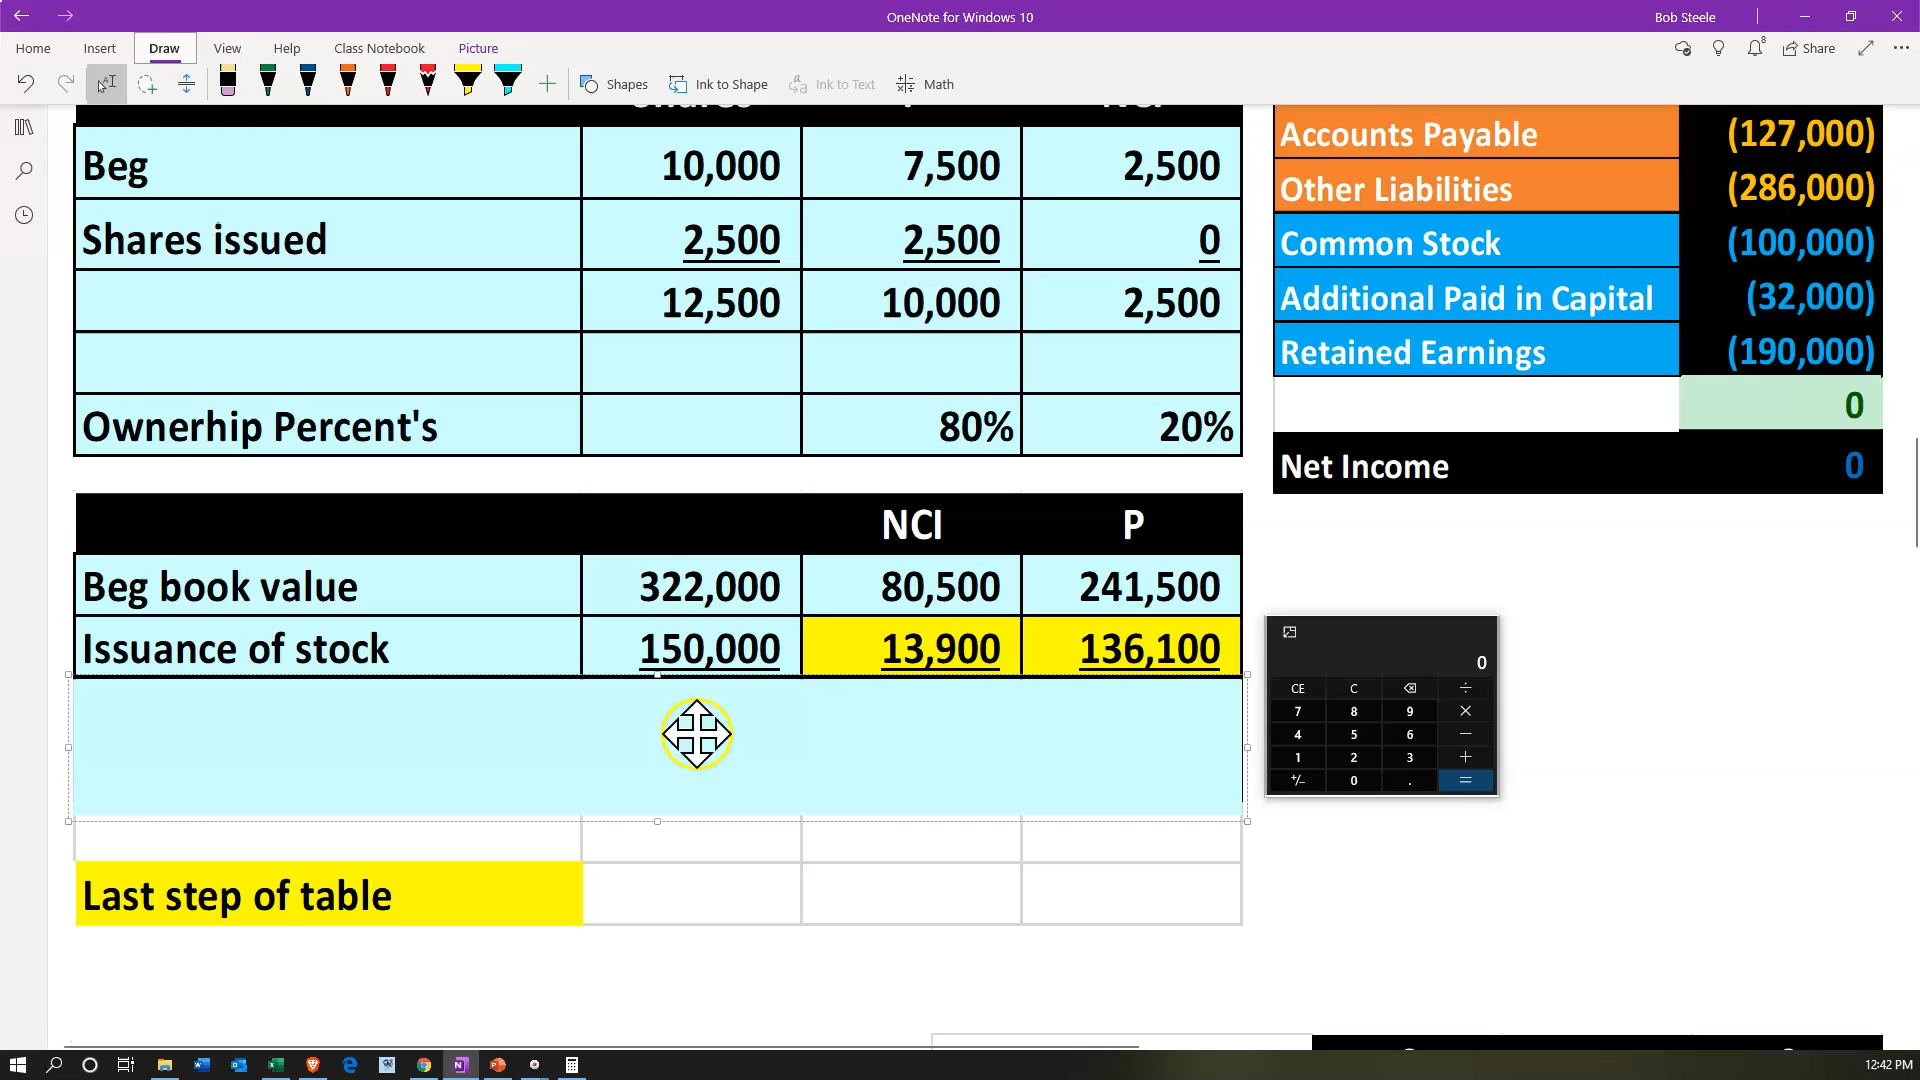 OneNote for Windows 10
Bob Steele
Home Insert Draw View Help Class Notebook Picture
8
Share
Shapes Ink to Shape Ink to Text Math
Beg 10,000 7,500 2,500
Shares issued 2,500 2,500 0
12,500 10,000 2,500
Ownerhip Percent's 80% 20%
NCI P
Beg book value 322,000 80,500 241,500
Issuance of stock 150,000 13,900 136,100
Last step of table
Accounts Payable (127,000)
Other Liabilities (286,000)
Common Stock (100,000)
Additional Paid in Capital (32,000)
Retained Earnings (190,000)
0
Net Income 0
0
CE C ÷
7 8 9 ×
4 5 6 −
1 2 3 +
+/− 0 . =
12:42 PM